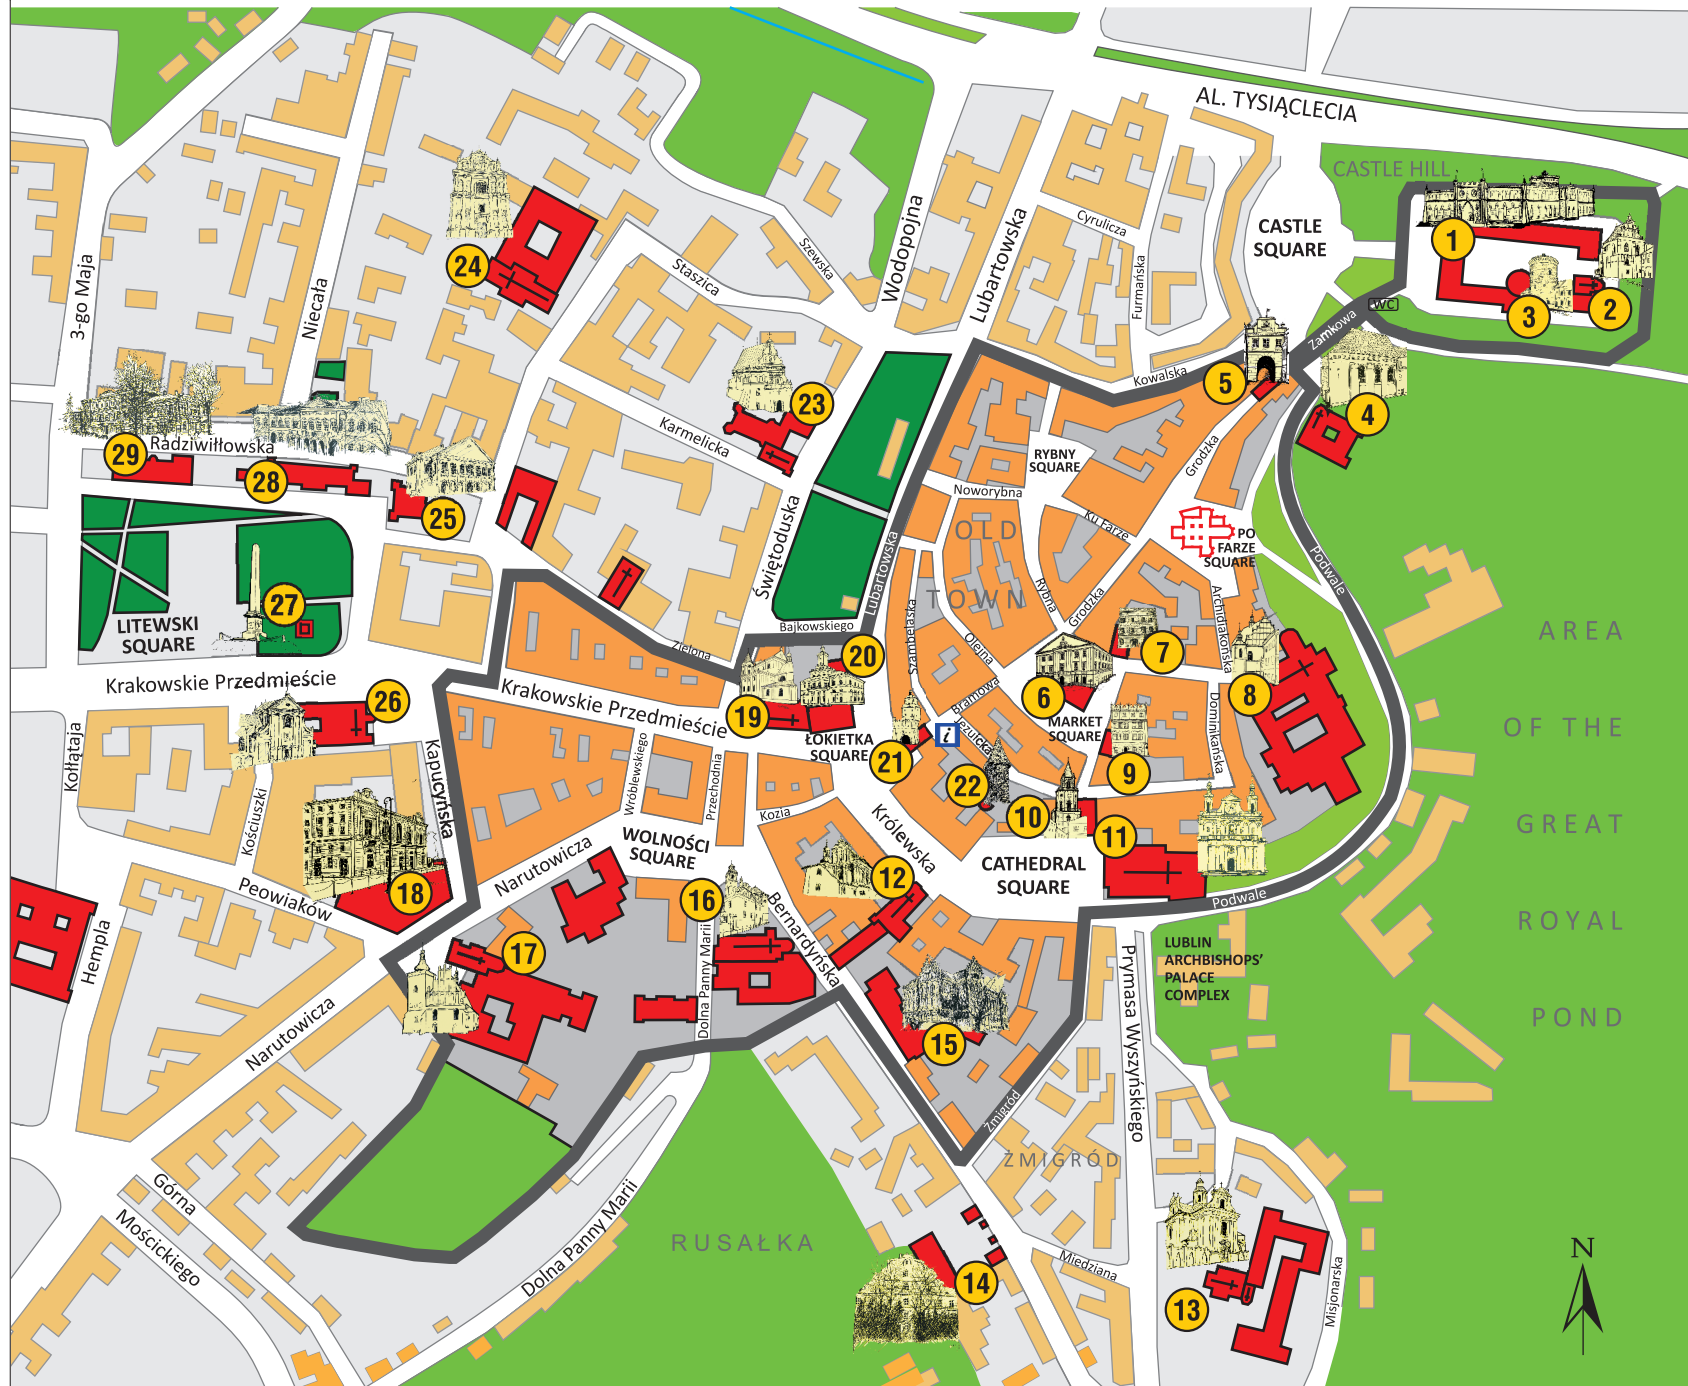 AL. TYSIĄCLECIA
CASTLE HILL
CASTLE
SQUARE
1
2
3
WC
Zamkowa
4
5
Kowalska
Cyrulicza
Furmańska
Lubartowska
Wodopojna
Szewska
Staszica
24
Niecała
3-go Maja
23
Karmelicka
Świętoduska
29
Radziwiłłowska
28
25
27
LITEWSKI
SQUARE
Krakowskie Przedmieście
26
Kołłątaja
Kościuszki
Kapucyńska
18
Peowiaków
Hempla
Narutowicza
Narutowicza
Górna
Mościckiego
RYBNY
SQUARE
Noworybna
Grodzka
OLD
TOWN
Ku Farze
PO
FARZE
SQUARE
Podwale
Lubartowska
Szambelańska
Rybna
Grodzka
Archidiakońska
Olejna
Bramowa
Jezuicka
6
7
8
MARKET
SQUARE
9
Dominikańska
Bajkowskiego
Zielona
20
19
Krakowskie Przedmieście
ŁOKIETKA
SQUARE
21
i
22
10
11
Wróblewskiego
Przechodnia
Kozia
WOLNOŚCI
SQUARE
Królewska
CATHEDRAL
SQUARE
12
16
17
Dolna Panny Marii
Bernardyńska
15
Podwale
LUBLIN
ARCHBISHOPS'
PALACE
COMPLEX
Prymasa Wyszyńskiego
AREA
OF THE
GREAT
ROYAL
POND
Żmigród
ŻMIGRÓD
RUSAŁKA
Dolna Panny Marii
14
Miedziana
13
Misjonarska
N